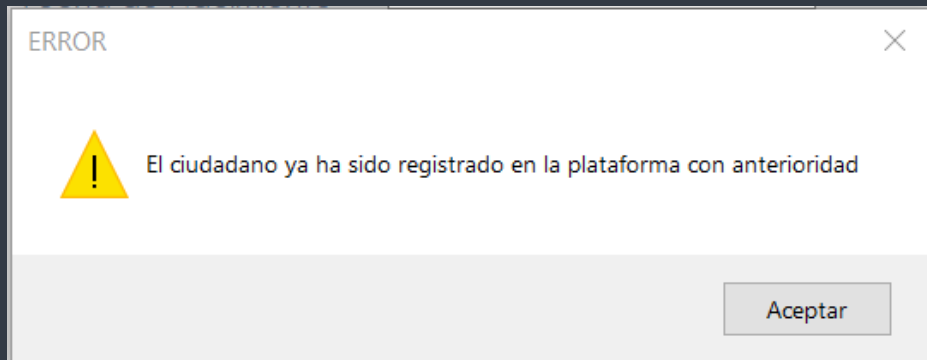 ERROR
El ciudadano ya ha sido registrado en la plataforma con anterioridad
Aceptar